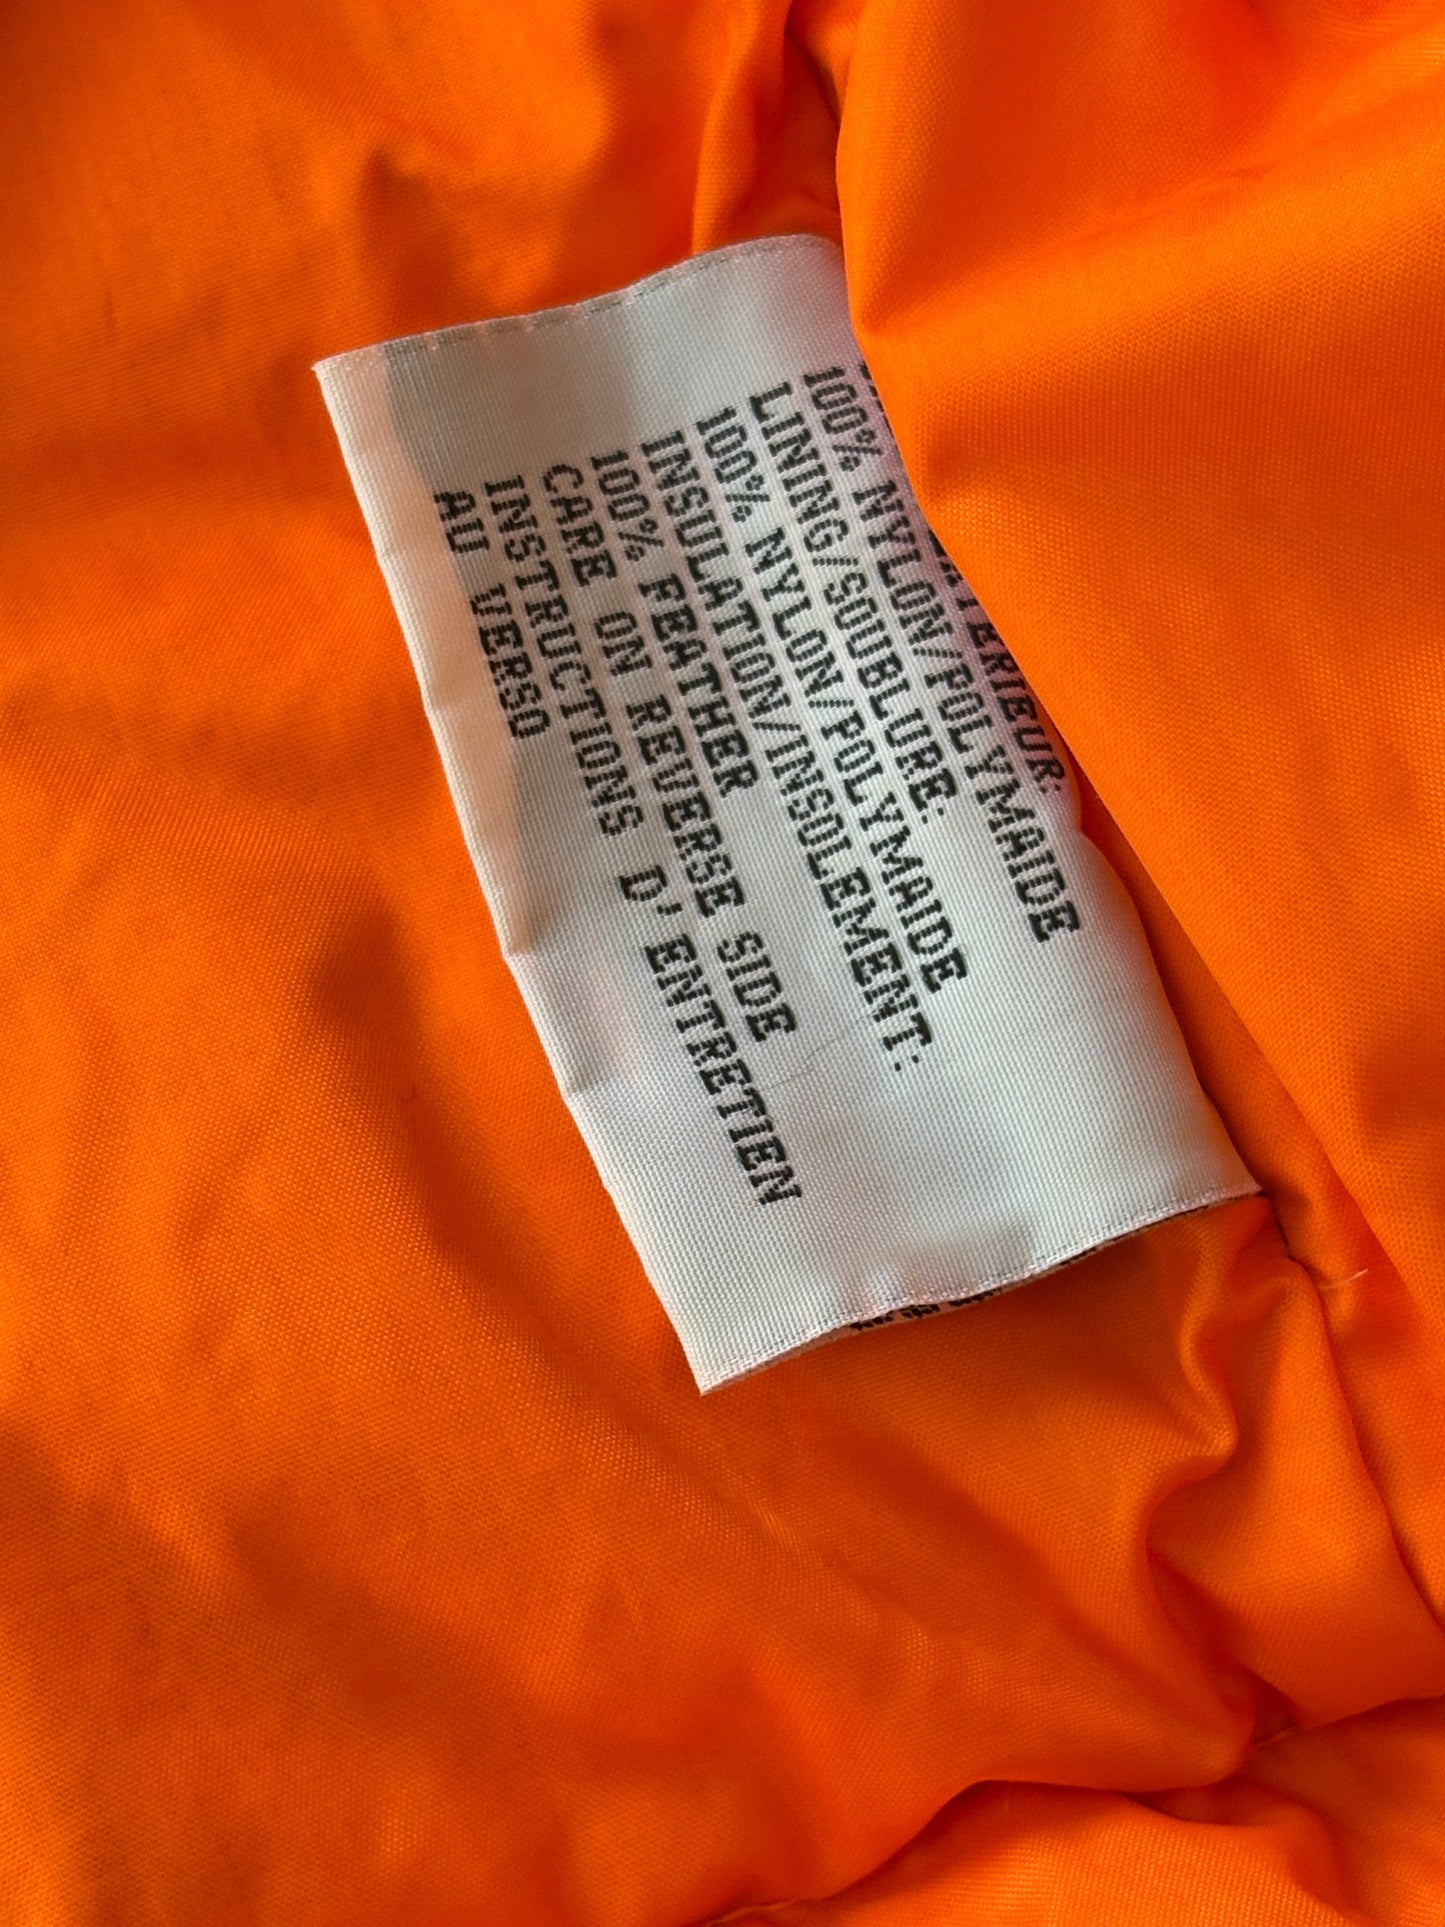 100% NYLON/POLYMAIDE
LINING/SOUBLURE:
100% NYLON/POLYMAIDE
INSULATION/INSOLEMENT:
100% FEATHER
CARE ON REVERSE SIDE
INSTRUCTIONS D'ENTRETIEN
AU VERSO